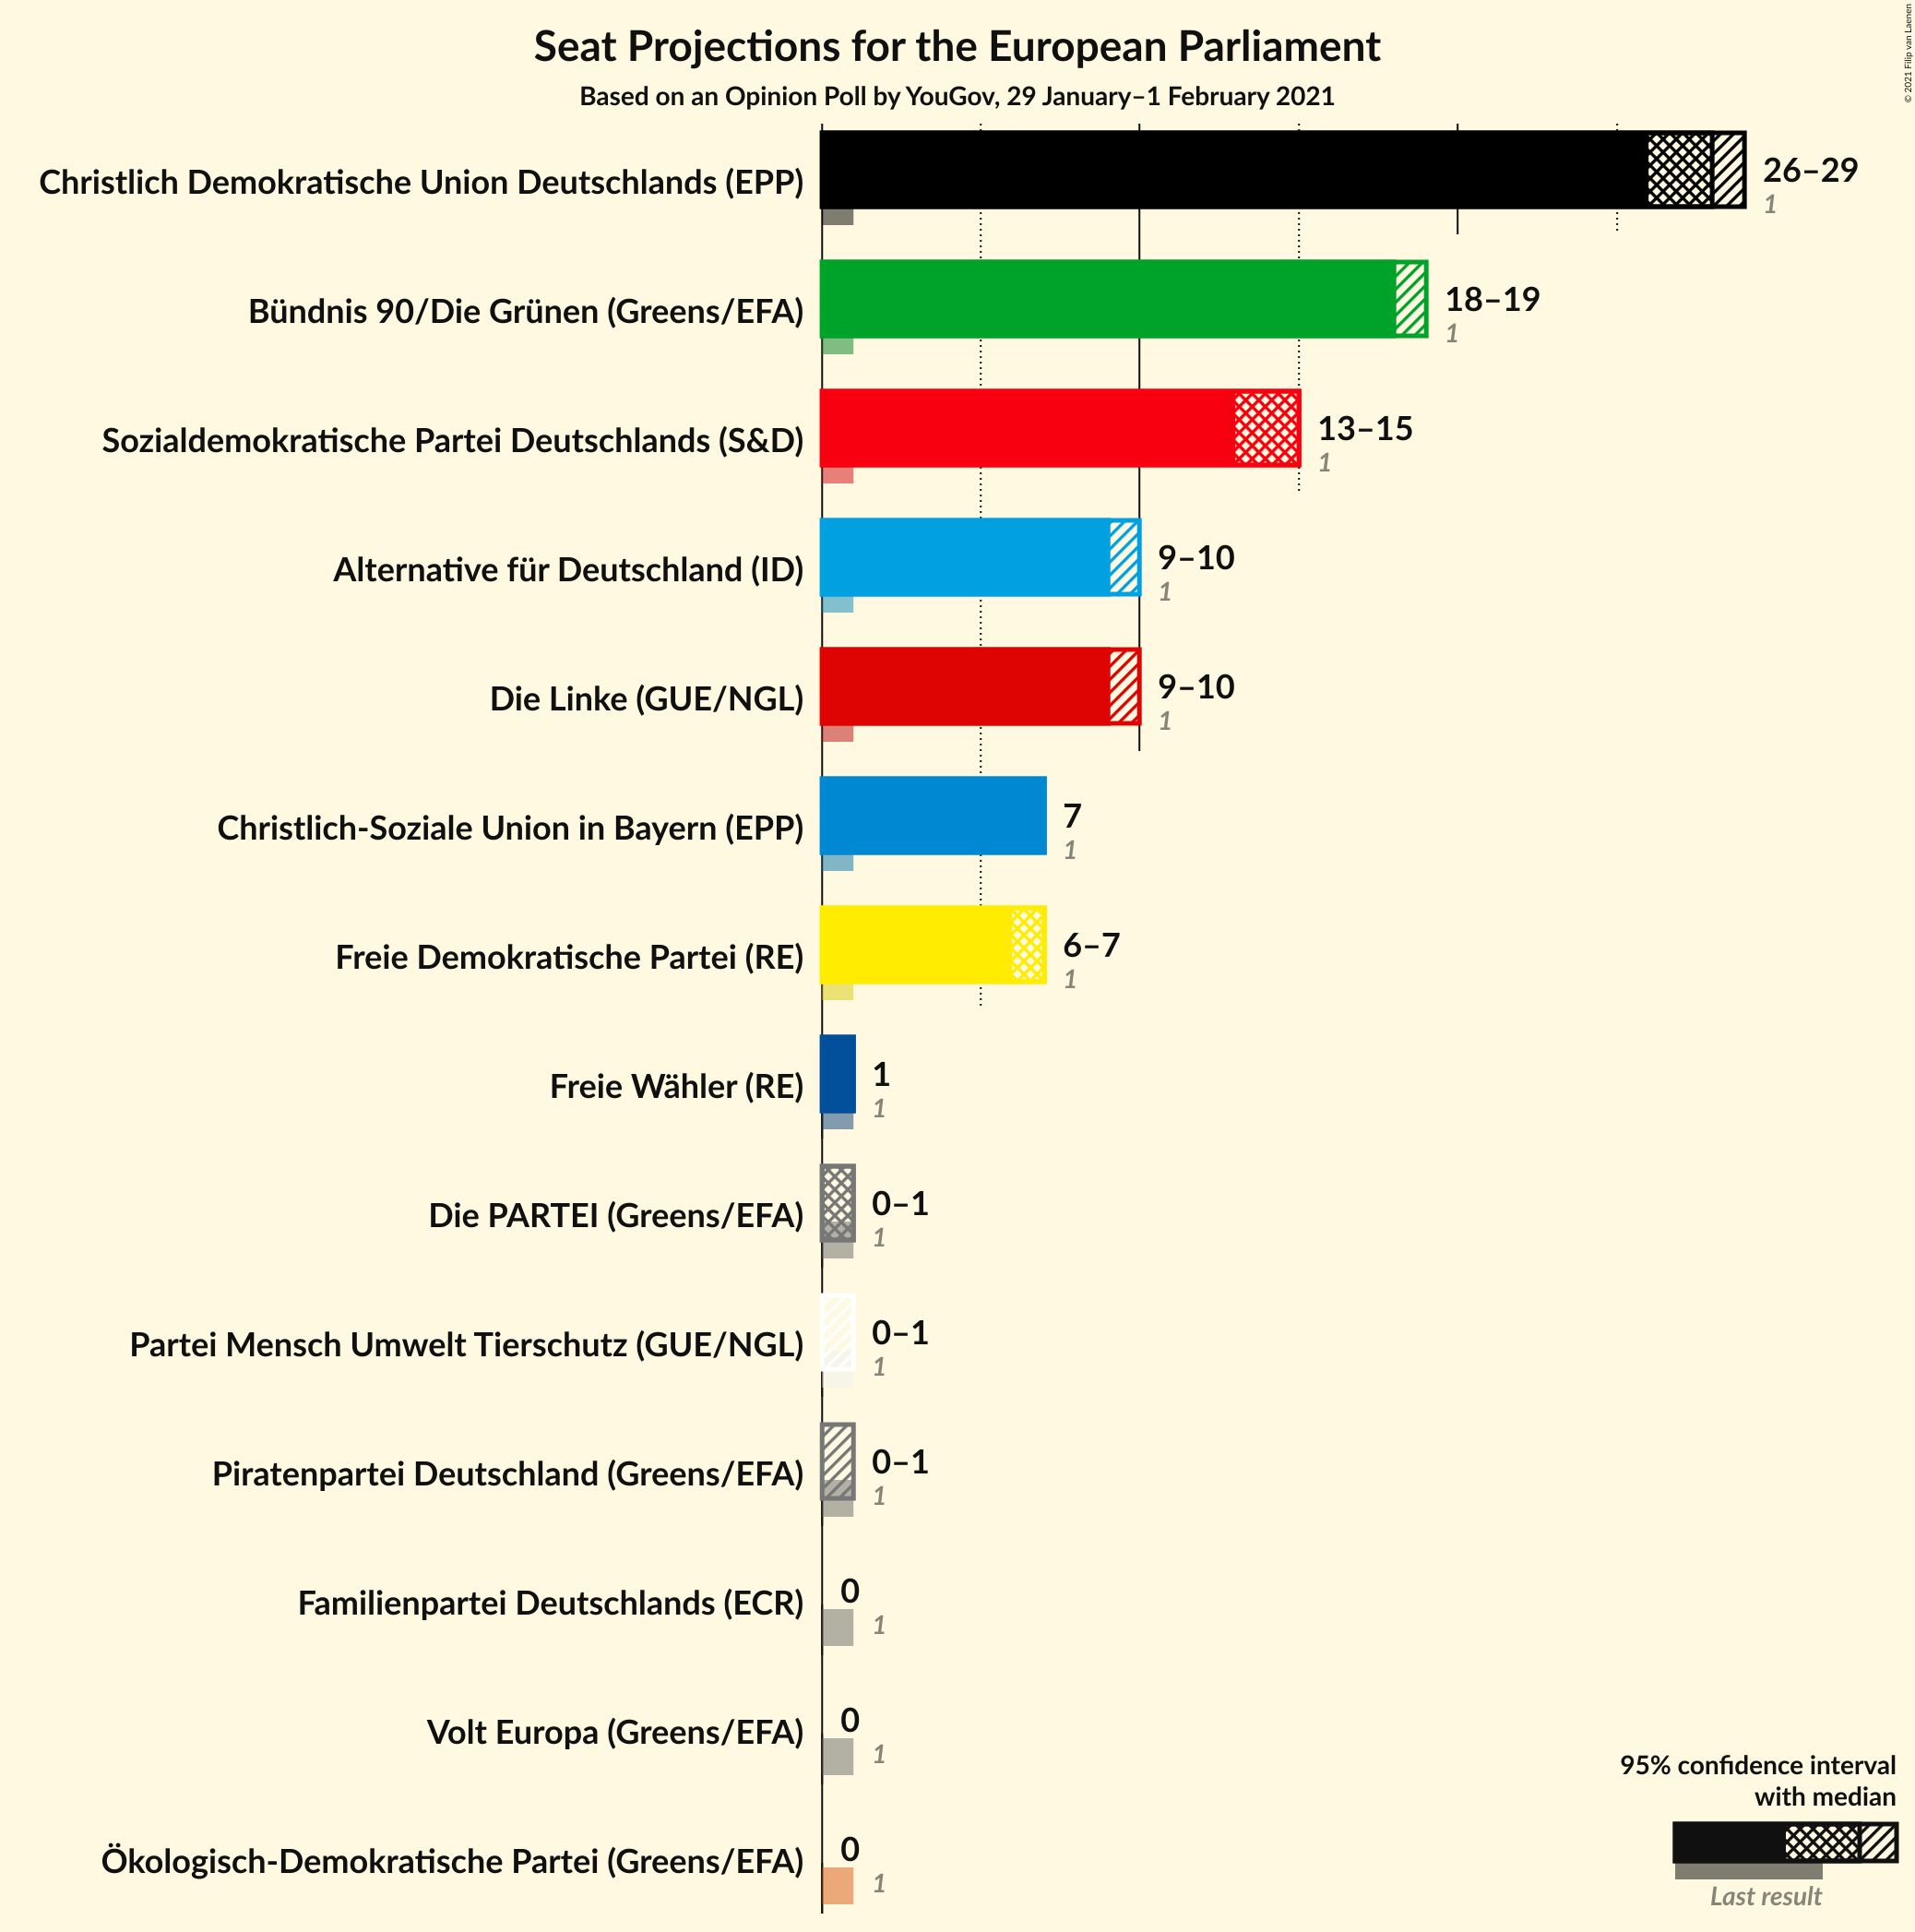 Seat Projections for the European Parliament
Based on an Opinion Poll by YouGov, 29 January–1 February 2021
© 2021 Filip van Laenen
Christlich Demokratische Union Deutschlands (EPP)
26–29
1
Bündnis 90/Die Grünen (Greens/EFA)
18–19
1
Sozialdemokratische Partei Deutschlands (S&D)
13–15
1
Alternative für Deutschland (ID)
9–10
1
Die Linke (GUE/NGL)
9–10
1
Christlich-Soziale Union in Bayern (EPP)
7
1
Freie Demokratische Partei (RE)
6–7
1
Freie Wähler (RE)
1
1
Die PARTEI (Greens/EFA)
0–1
1
Partei Mensch Umwelt Tierschutz (GUE/NGL)
0–1
1
Piratenpartei Deutschland (Greens/EFA)
0–1
1
Familienpartei Deutschlands (ECR)
0
1
Volt Europa (Greens/EFA)
0
1
Ökologisch-Demokratische Partei (Greens/EFA)
0
1
95% confidence interval
with median
Last result